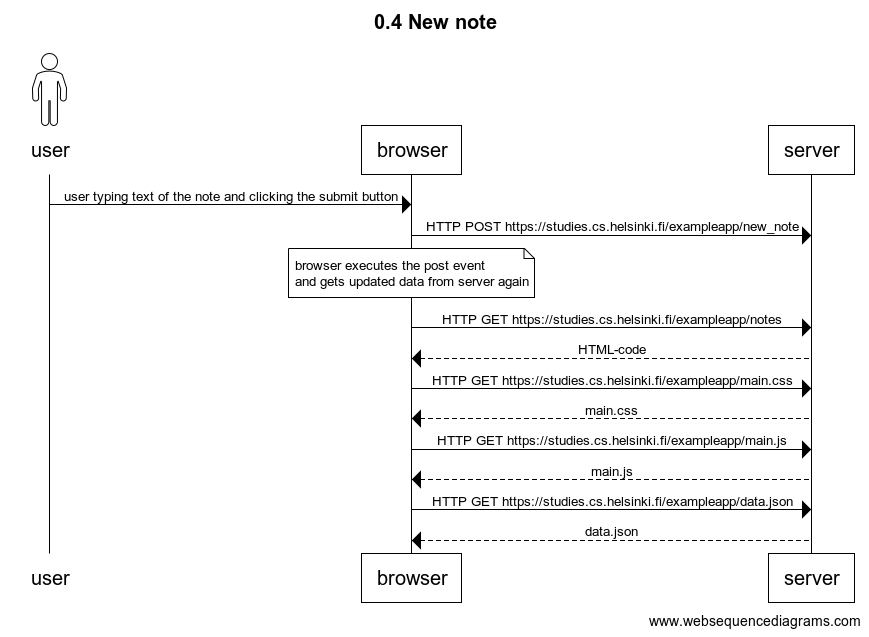 0.4 New note
user
browser
server
user typing text of the note and clicking the submit button
HTTP POST https://studies.cs.helsinki.fi/exampleapp/new_note
browser executes the post event
and gets updated data from server again
HTTP GET https://studies.cs.helsinki.fi/exampleapp/notes
HTML-code
HTTP GET https://studies.cs.helsinki.fi/exampleapp/main.css
main.css
HTTP GET https://studies.cs.helsinki.fi/exampleapp/main.js
main.js
HTTP GET https://studies.cs.helsinki.fi/exampleapp/data.json
data.json
user
browser
server
www.websequencediagrams.com